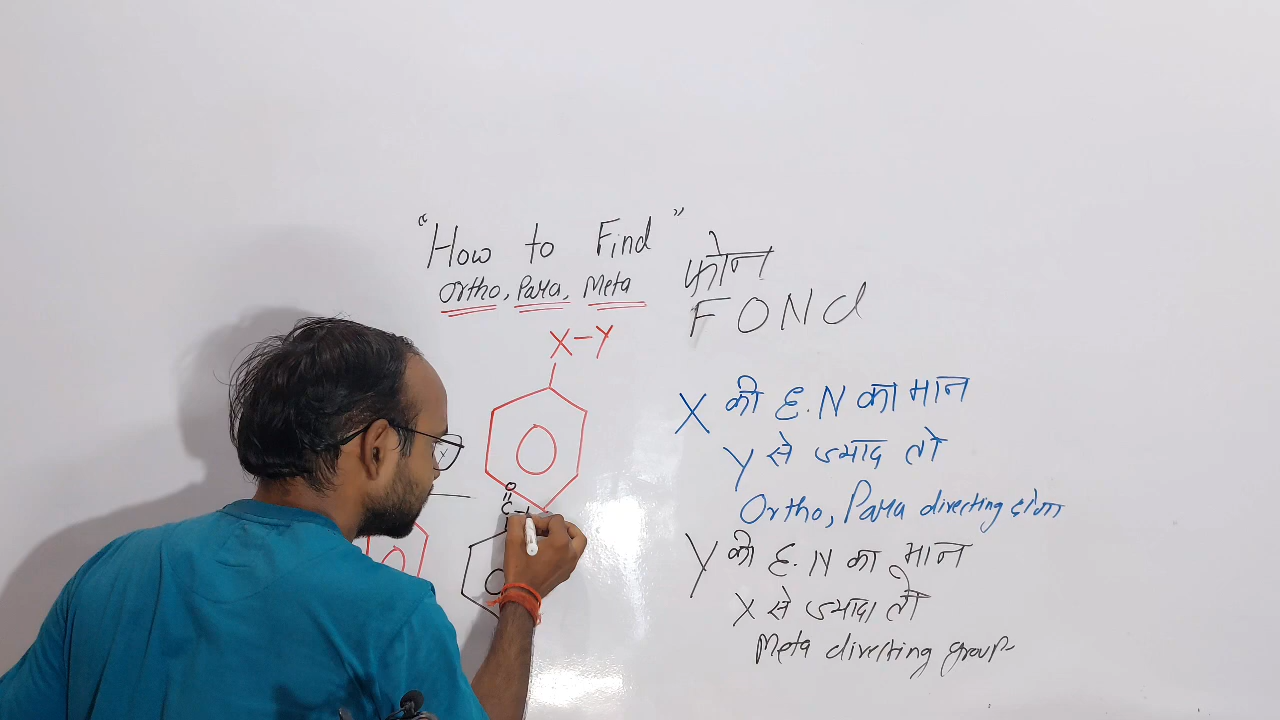 "How to Find"
Ortho, Para, Meta
फोन
FONCl
X-Y
X की E.N का मान
Y से ज्याद तो
Ortho, Para directing होगा
O
C-
Y की E.N का मान
X से ज्यादा तो
Meta directing group